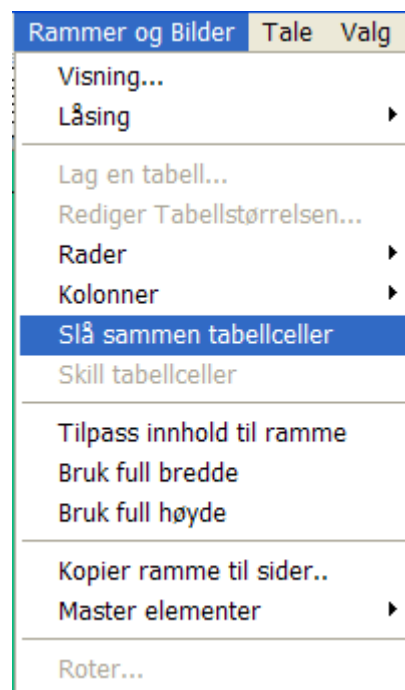 Rammer og Bilder Tale Valg
Visning...
Låsing
Lag en tabell...
Rediger Tabellstørrelsen...
Rader
Kolonner
Slå sammen tabellceller
Skill tabellceller
Tilpass innhold til ramme
Bruk full bredde
Bruk full høyde
Kopier ramme til sider..
Master elementer
Roter...